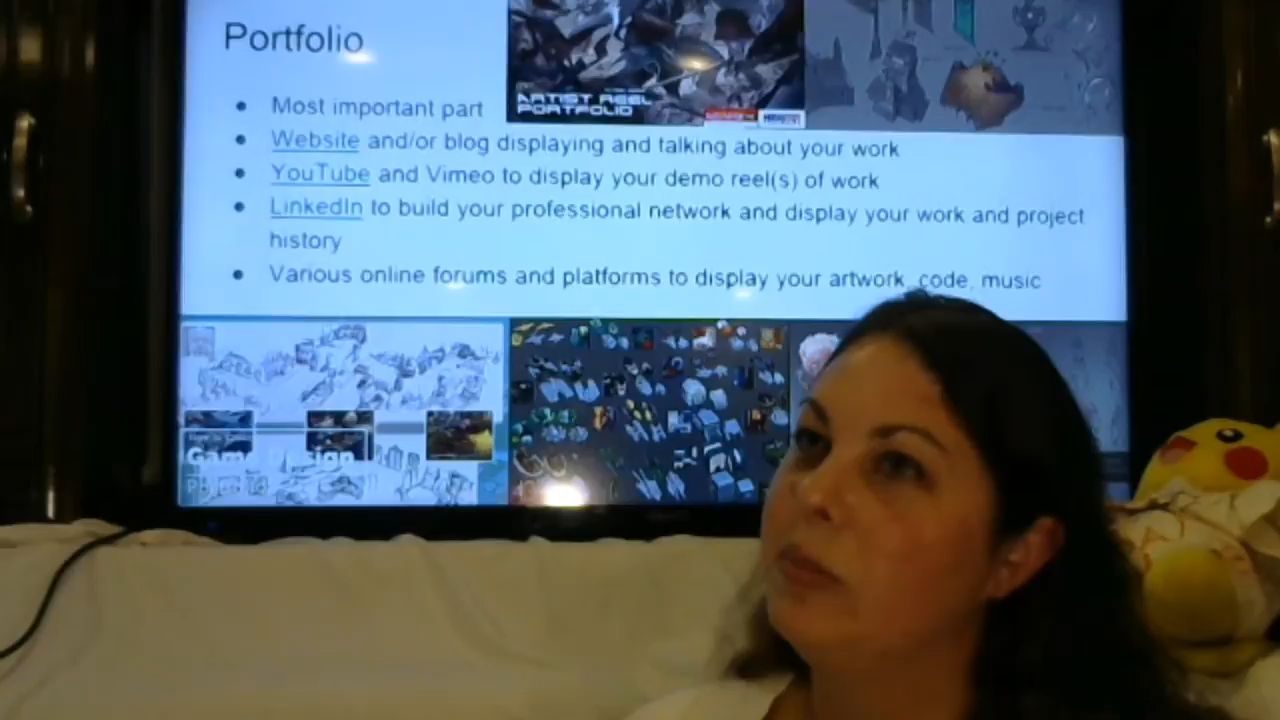 Portfolio
ARTIST REEL
PORTFOLIO
Most important part
Website and/or blog displaying and talking about your work
YouTube and Vimeo to display your demo reel(s) of work
LinkedIn to build your professional network and display your work and project
history
Various online forums and platforms to display your artwork, code, music
Game Design